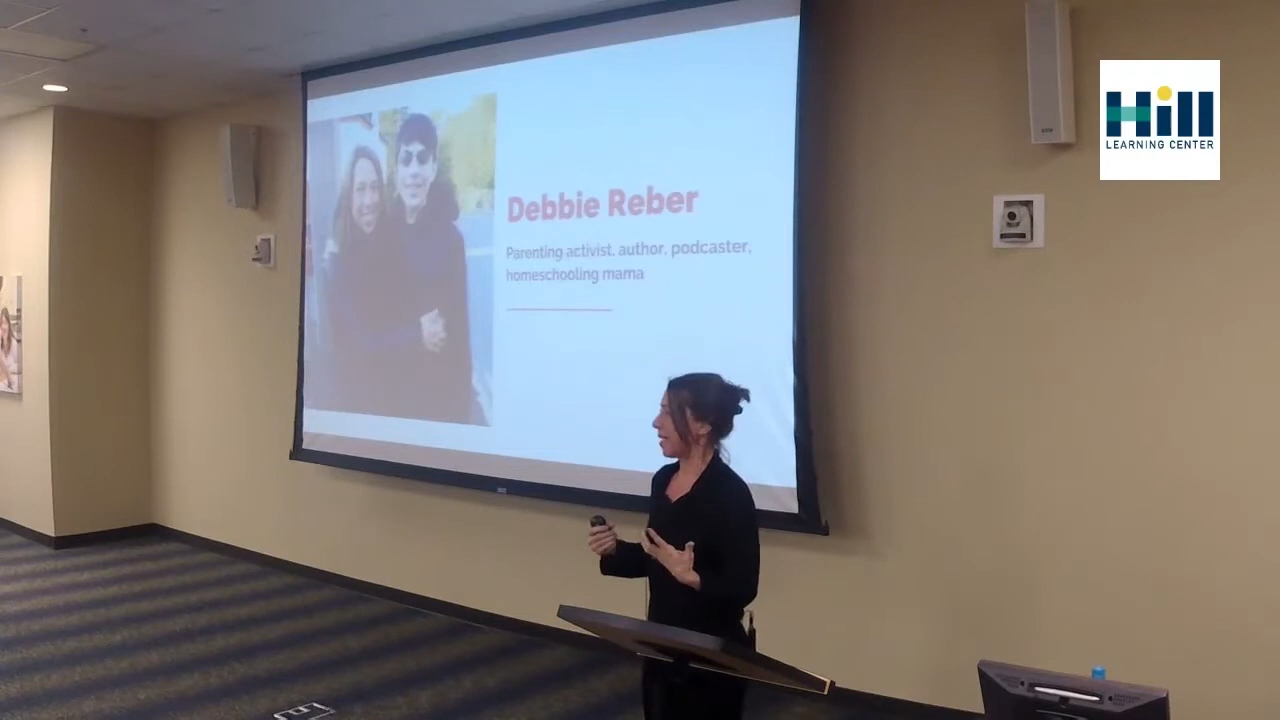 Debbie Reber
Parenting activist, author, podcaster,
homeschooling mama
Hill
LEARNING CENTER